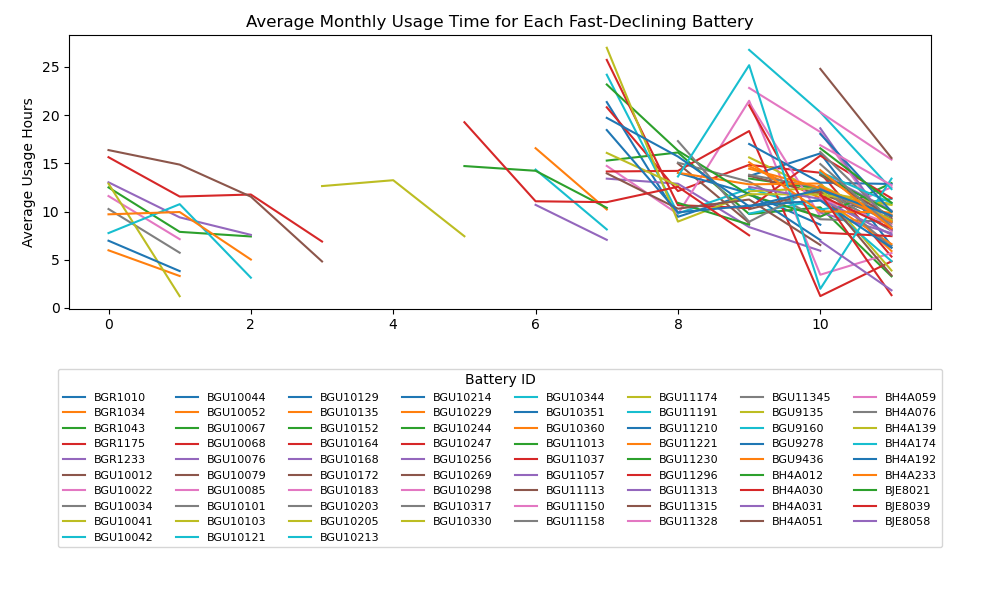 Average Monthly Usage Time for Each Fast-Declining Battery
Average Usage Hours
25
20
15
10
5
0
0 2 4 6 8 10
Battery ID
BGR1010 BGU10044 BGU10129 BGU10214 BGU10344 BGU11174 BGU11345 BH4A059
BGR1034 BGU10052 BGU10135 BGU10229 BGU10351 BGU11191 BGU9135 BH4A076
BGR1043 BGU10067 BGU10152 BGU10244 BGU10360 BGU11210 BGU9160 BH4A139
BGR1175 BGU10068 BGU10164 BGU10247 BGU11013 BGU11221 BGU9278 BH4A174
BGR1233 BGU10076 BGU10168 BGU10256 BGU11037 BGU11230 BGU9436 BH4A192
BGU10012 BGU10079 BGU10172 BGU10269 BGU11057 BGU11296 BH4A012 BH4A233
BGU10022 BGU10085 BGU10183 BGU10298 BGU11113 BGU11313 BH4A030 BJE8021
BGU10034 BGU10101 BGU10203 BGU10317 BGU11150 BGU11315 BH4A031 BJE8039
BGU10041 BGU10103 BGU10205 BGU10330 BGU11158 BGU11328 BH4A051 BJE8058
BGU10042 BGU10121 BGU10213